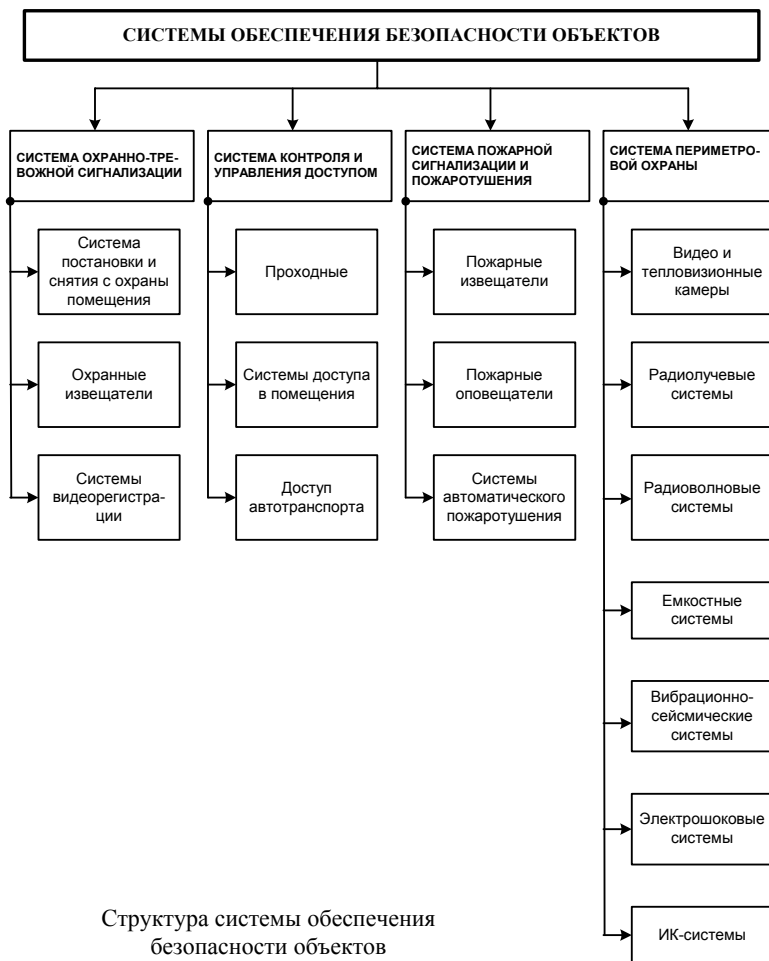 СИСТЕМЫ ОБЕСПЕЧЕНИЯ БЕЗОПАСНОСТИ ОБЪЕКТОВ
СИСТЕМА ОХРАННО-ТРЕ-
ВОЖНОЙ СИГНАЛИЗАЦИИ
Система
постановки и
снятия с охраны
помещения
Охранные
извещатели
Системы
видеорегистра-
ции
СИСТЕМА КОНТРОЛЯ И
УПРАВЛЕНИЯ ДОСТУПОМ
Проходные
Системы доступа
в помещения
Доступ
автотранспорта
СИСТЕМА ПОЖАРНОЙ
СИГНАЛИЗАЦИИ И
ПОЖАРОТУШЕНИЯ
Пожарные
извещатели
Пожарные
оповещатели
Системы
автоматического
пожаротушения
СИСТЕМА ПЕРИМЕТРО-
ВОЙ ОХРАНЫ
Видео и
тепловизионные
камеры
Радиолучевые
системы
Радиоволновые
системы
Емкостные
системы
Вибрационно-
сейсмические
системы
Электрошоковые
системы
ИК-системы
Структура системы обеспечения
безопасности объектов